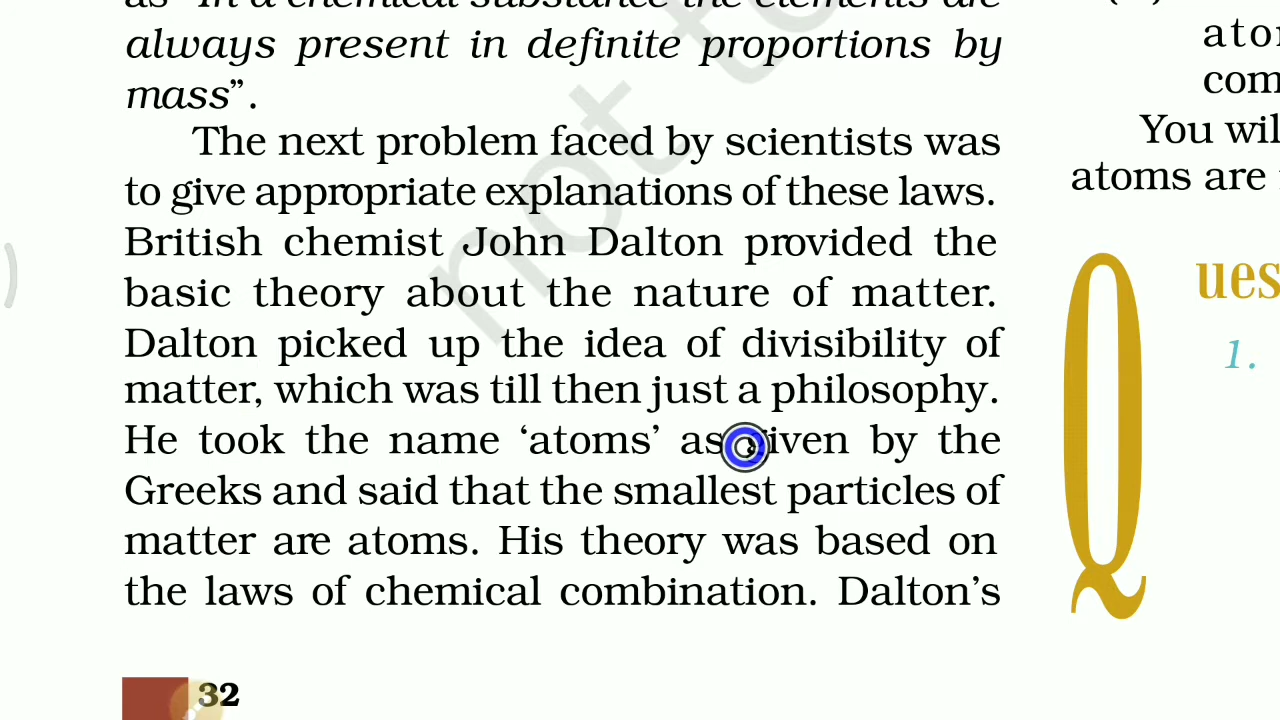 as "In a chemical substance the elements are
always present in definite proportions by
mass".
The next problem faced by scientists was
to give appropriate explanations of these laws.
British chemist John Dalton provided the
basic theory about the nature of matter.
Dalton picked up the idea of divisibility of
matter, which was till then just a philosophy.
He took the name ‘atoms’ as given by the
Greeks and said that the smallest particles of
matter are atoms. His theory was based on
the laws of chemical combination. Dalton’s
32
You wil
atoms are
Q
ues
1.
not to